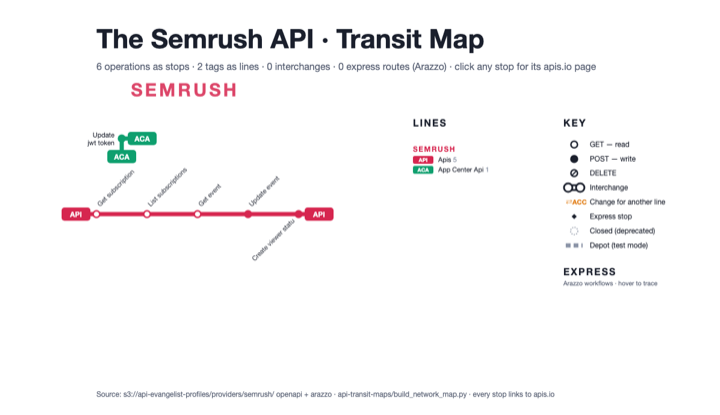 The Semrush API · Transit Map
6 operations as stops · 2 tags as lines · 0 interchanges · 0 express routes (Arazzo) · click any stop for its apis.io page
SEMRUSH
Update
jwt token
ACA
ACA
Get subscription
List subscriptions
Get event
Update event
API
API
Create viewer statu
LINES
SEMRUSH
API Apis 5
ACA App Center Api 1
KEY
GET — read
POST — write
DELETE
Interchange
⇄ACC Change for another line
Express stop
Closed (deprecated)
Depot (test mode)
EXPRESS
Arazzo workflows · hover to trace
Source: s3://api-evangelist-profiles/providers/semrush/ openapi + arazzo · api-transit-maps/build_network_map.py · every stop links to apis.io